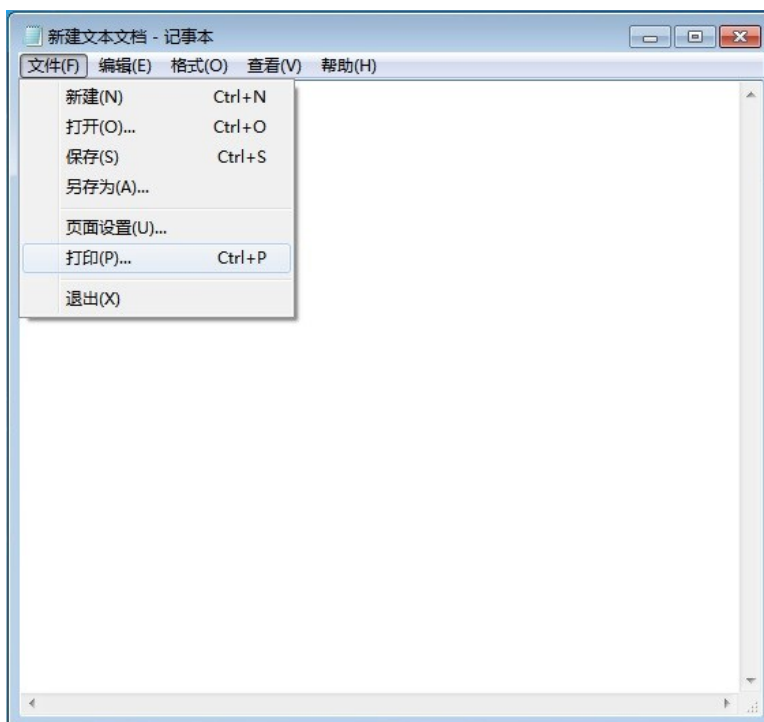 新建文本文档 - 记事本
文件(F) 编辑(E) 格式(O) 查看(V) 帮助(H)
新建(N) Ctrl+N
打开(O)... Ctrl+O
保存(S) Ctrl+S
另存为(A)...
页面设置(U)...
打印(P)... Ctrl+P
退出(X)